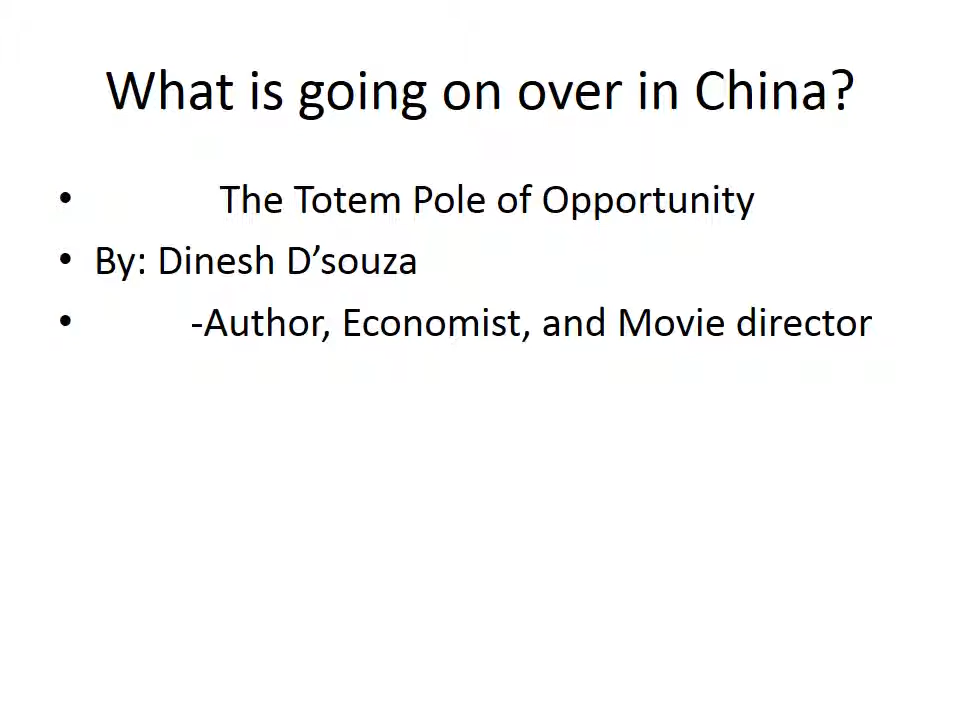 What is going on over in China?
• The Totem Pole of Opportunity
• By: Dinesh D’souza
• -Author, Economist, and Movie director